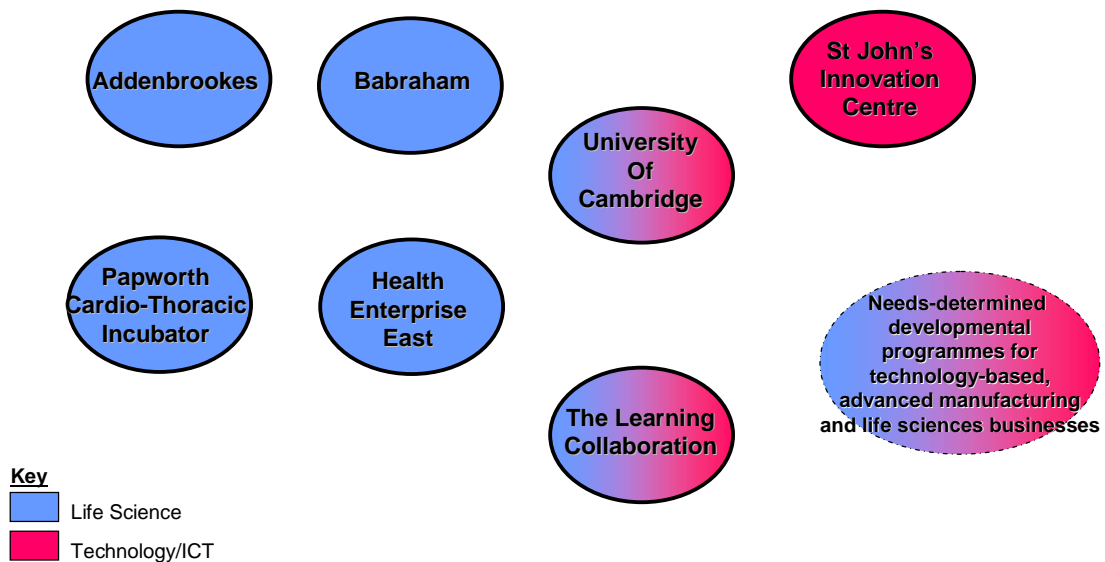 Addenbrookes
Babraham
St John’s
Innovation
Centre
University
Of
Cambridge
Papworth
Cardio-Thoracic
Incubator
Health
Enterprise
East
Needs-determined
developmental
programmes for
technology-based,
advanced manufacturing
and life sciences businesses
The Learning
Collaboration
Key
Life Science
Technology/ICT